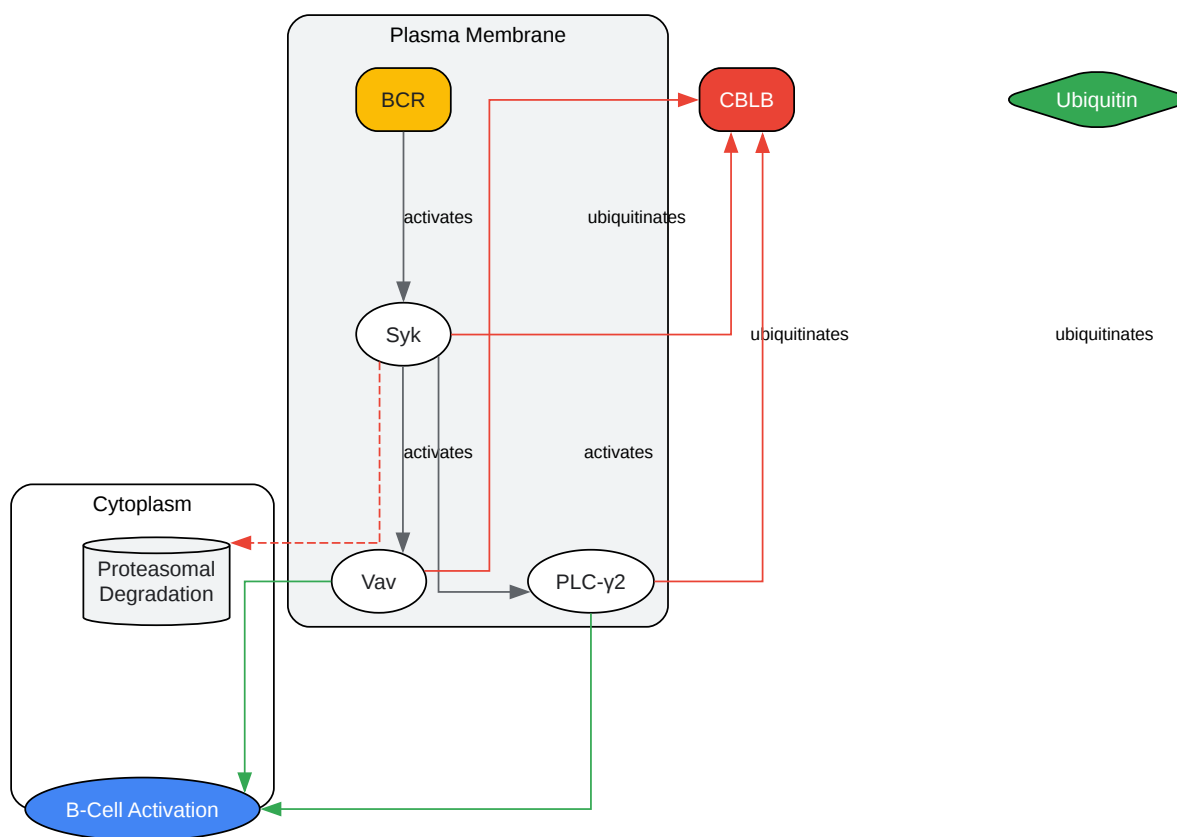 Plasma Membrane
BCR
CBLB
Ubiquitin
activates
ubiquitinates
Syk
ubiquitinates
ubiquitinates
activates
activates
Cytoplasm
Proteasomal
Degradation
Vav
PLC-γ2
B-Cell Activation